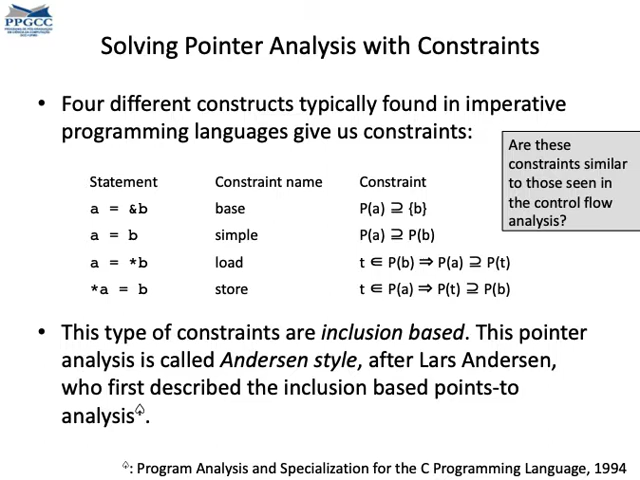 PPGCC
Solving Pointer Analysis with Constraints
• Four different constructs typically found in imperative
programming languages give us constraints:
Are these
constraints similar
to those seen in
the control flow
analysis?
Statement Constraint name Constraint
a = &b base P(a) ⊇ {b}
a = b simple P(a) ⊇ P(b)
a = *b load t ∈ P(b) ⇒ P(a) ⊇ P(t)
*a = b store t ∈ P(a) ⇒ P(t) ⊇ P(b)
• This type of constraints are inclusion based. This pointer
analysis is called Andersen style, after Lars Andersen,
who first described the inclusion based points-to
analysis♤.
♤: Program Analysis and Specialization for the C Programming Language, 1994